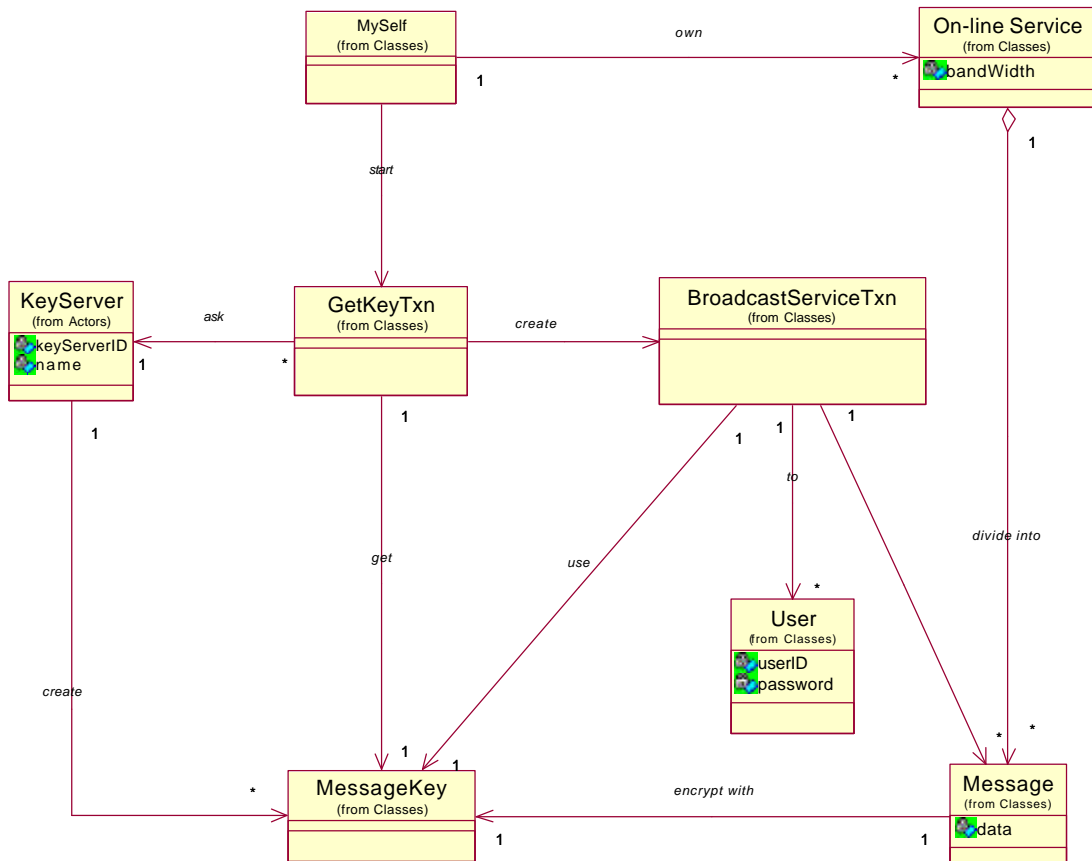 MySelf
(from Classes)
own
1
*
On-line Service
(from Classes)
bandWidth
1
start
KeyServer
(from Actors)
keyServerID
name
ask
1
*
GetKeyTxn
(from Classes)
create
BroadcastServiceTxn
(from Classes)
1
1
1
1
1
to
get
use
divide into
*
User
(from Classes)
userID
password
create
*
1
1
*
*
MessageKey
(from Classes)
encrypt with
1
1
Message
(from Classes)
data